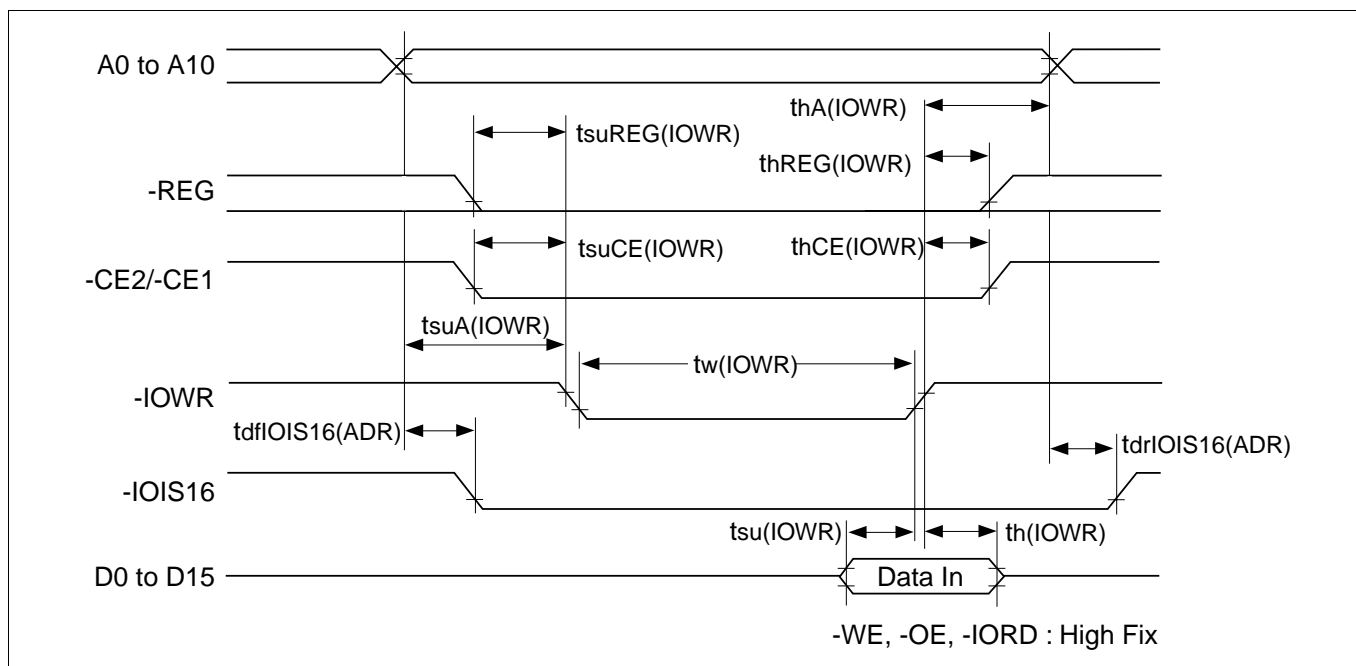 A0 to A10
thA(IOWR)
tsuREG(IOWR)
thREG(IOWR)
-REG
tsuCE(IOWR)
thCE(IOWR)
-CE2/-CE1
tsuA(IOWR)
tw(IOWR)
-IOWR
tdfIOIS16(ADR)
tdrIOIS16(ADR)
-IOIS16
tsu(IOWR)
th(IOWR)
D0 to D15
Data In
-WE, -OE, -IORD : High Fix